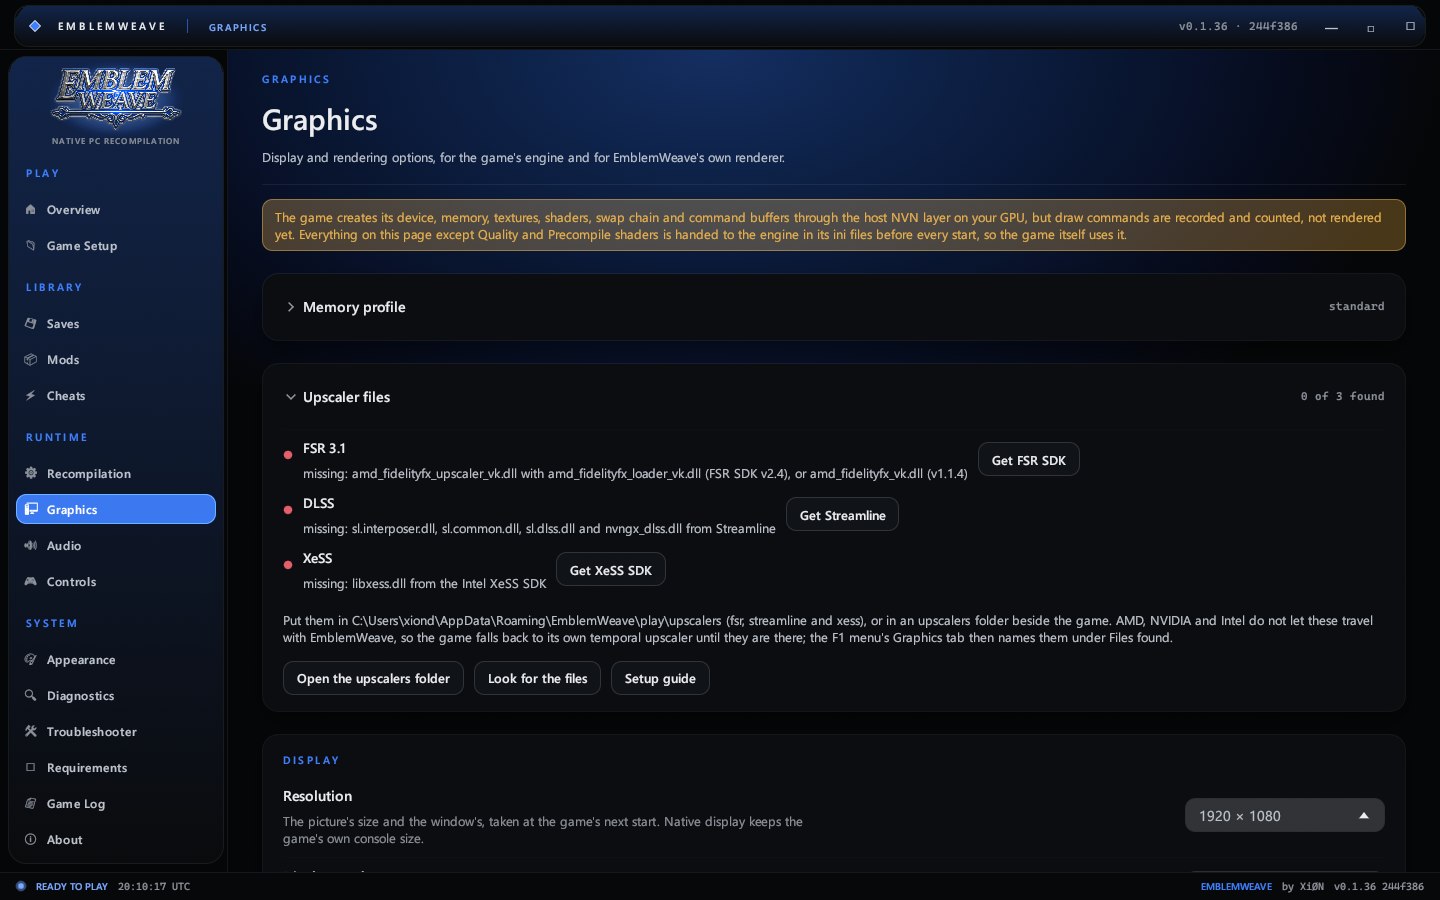 EMBLEMWEAVE
GRAPHICS
v0.1.36 · 244f386
EMBLEM
WEAVE
NATIVE PC RECOMPILATION
PLAY
Overview
Game Setup
LIBRARY
Saves
Mods
Cheats
RUNTIME
Recompilation
Graphics
Audio
Controls
SYSTEM
Appearance
Diagnostics
Troubleshooter
Requirements
Game Log
About
GRAPHICS
Graphics
Display and rendering options, for the game's engine and for EmblemWeave's own renderer.
The game creates its device, memory, textures, shaders, swap chain and command buffers through the host NVN layer on your GPU, but draw commands are recorded and counted, not rendered
yet. Everything on this page except Quality and Precompile shaders is handed to the engine in its ini files before every start, so the game itself uses it.
Memory profile
standard
Upscaler files
0 of 3 found
FSR 3.1
missing: amd_fidelityfx_upscaler_vk.dll with amd_fidelityfx_loader_vk.dll (FSR SDK v2.4), or amd_fidelityfx_vk.dll (v1.1.4)
Get FSR SDK
DLSS
missing: sl.interposer.dll, sl.common.dll, sl.dlss.dll and nvngx_dlss.dll from Streamline
Get Streamline
XeSS
missing: libxess.dll from the Intel XeSS SDK
Get XeSS SDK
Put them in C:\Users\xiond\AppData\Roaming\EmblemWeave\play\upscalers (fsr, streamline and xess), or in an upscalers folder beside the game. AMD, NVIDIA and Intel do not let these travel
with EmblemWeave, so the game falls back to its own temporal upscaler until they are there; the F1 menu's Graphics tab then names them under Files found.
Open the upscalers folder
Look for the files
Setup guide
DISPLAY
Resolution
The picture's size and the window's, taken at the game's next start. Native display keeps the
game's own console size.
1920 × 1080
READY TO PLAY
20:10:17 UTC
EMBLEMWEAVE by XiØN v0.1.36 244f386